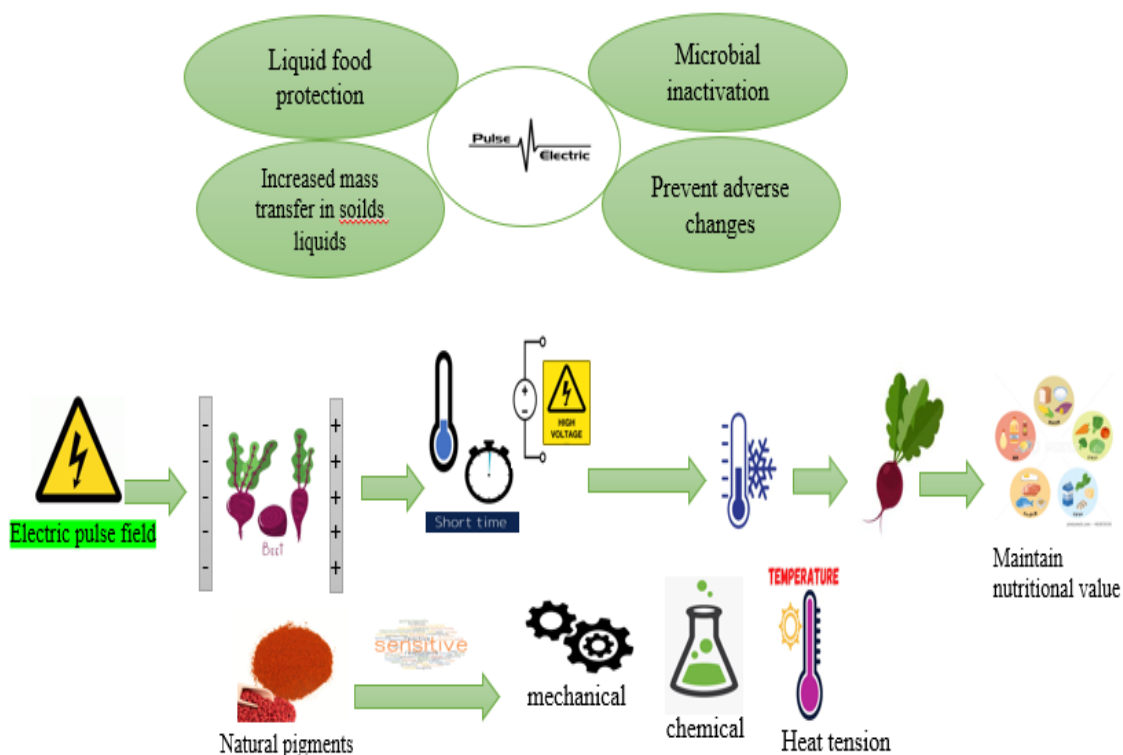 Liquid food
protection
Microbial
inactivation
Pulse
Electric
Increased mass
transfer in soilds
liquids
Prevent adverse
changes
HIGH
VOLTAGE
- +
- +
- +
- +
- +
+
-
BEET
Short time
Electric pulse field
Maintain
nutritional value
TEMPERATURE
sensitive
mechanical
chemical
Natural pigments
Heat tension